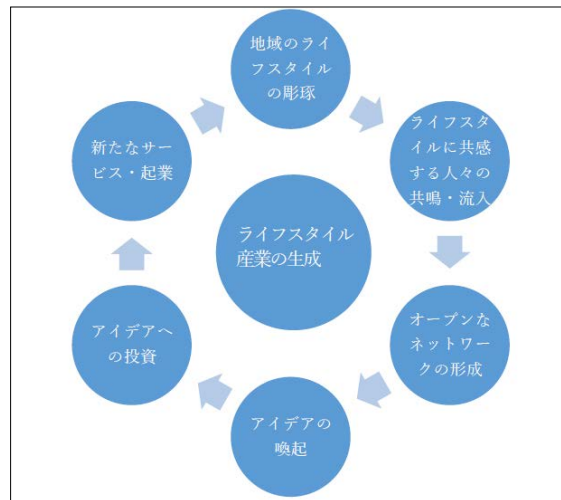 地域のライ
フスタイル
の彫琢
ライフスタ
イルに共感
する人々の
共鳴・流入
オープンな
ネットワー
クの形成
アイデアの
喚起
アイデアへ
の投資
新たなサー
ビス・起業
ライフスタイル
産業の生成